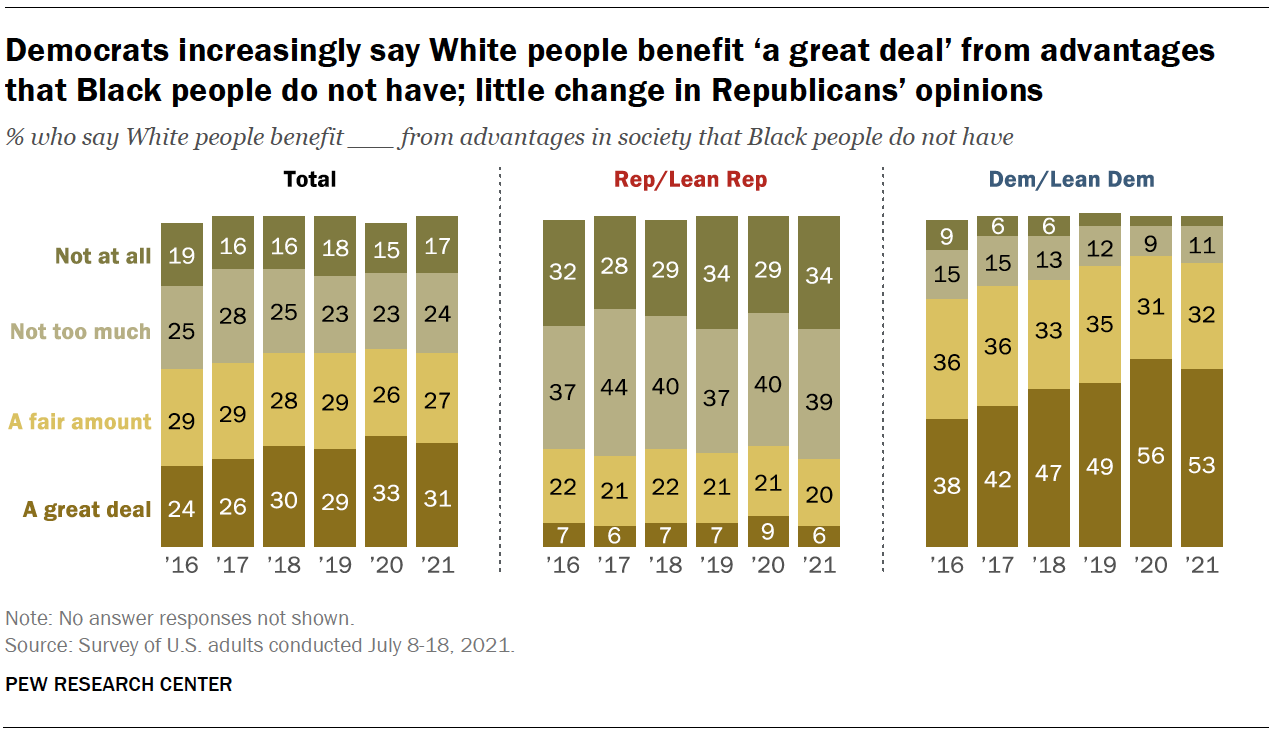 Democrats increasingly say White people benefit ‘a great deal’ from advantages
that Black people do not have; little change in Republicans’ opinions
% who say White people benefit ___ from advantages in society that Black people do not have
Total
Rep/Lean Rep
Dem/Lean Dem
Not at all
19 16 16 18 15 17
Not too much
25 28 25 23 23 24
A fair amount
29 29 28 29 26 27
A great deal
24 26 30 29 33 31
’16 ’17 ’18 ’19 ’20 ’21
32 28 29 34 29 34
37 44 40 37 40 39
22 21 22 21 21 20
7 6 7 7 9 6
’16 ’17 ’18 ’19 ’20 ’21
9 6 6
15 15 13 12 9 11
36 36 33 35 31 32
38 42 47 49 56 53
’16 ’17 ’18 ’19 ’20 ’21
Note: No answer responses not shown.
Source: Survey of U.S. adults conducted July 8-18, 2021.
PEW RESEARCH CENTER